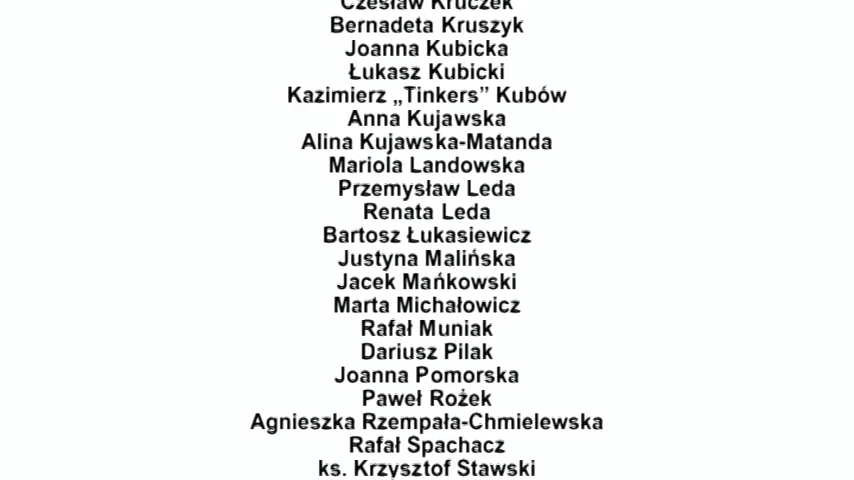 Czesław Kruczek
Bernadeta Kruszyk
Joanna Kubicka
Łukasz Kubicki
Kazimierz „Tinkers” Kubów
Anna Kujawska
Alina Kujawska-Matanda
Mariola Landowska
Przemysław Leda
Renata Leda
Bartosz Łukasiewicz
Justyna Malińska
Jacek Mańkowski
Marta Michałowicz
Rafał Muniak
Dariusz Pilak
Joanna Pomorska
Paweł Rożek
Agnieszka Rzempała-Chmielewska
Rafał Spachacz
ks. Krzysztof Stawski